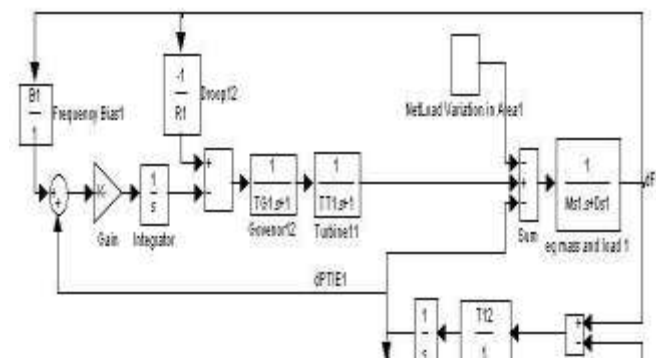 B1
1
Frequency Bias1
-1
R1
Droop12
NetLoad Variation in Area1
+
+
K-
Gain
1
s
Integrator
+
-
1
TG1.s+1
Govenor12
1
TT1.s+1
Turbine11
-
+
-
Sum
1
Ms1.s+Ds1
eq mass and load 1
dF
dPTIE1
1
s
T12
1
+
-